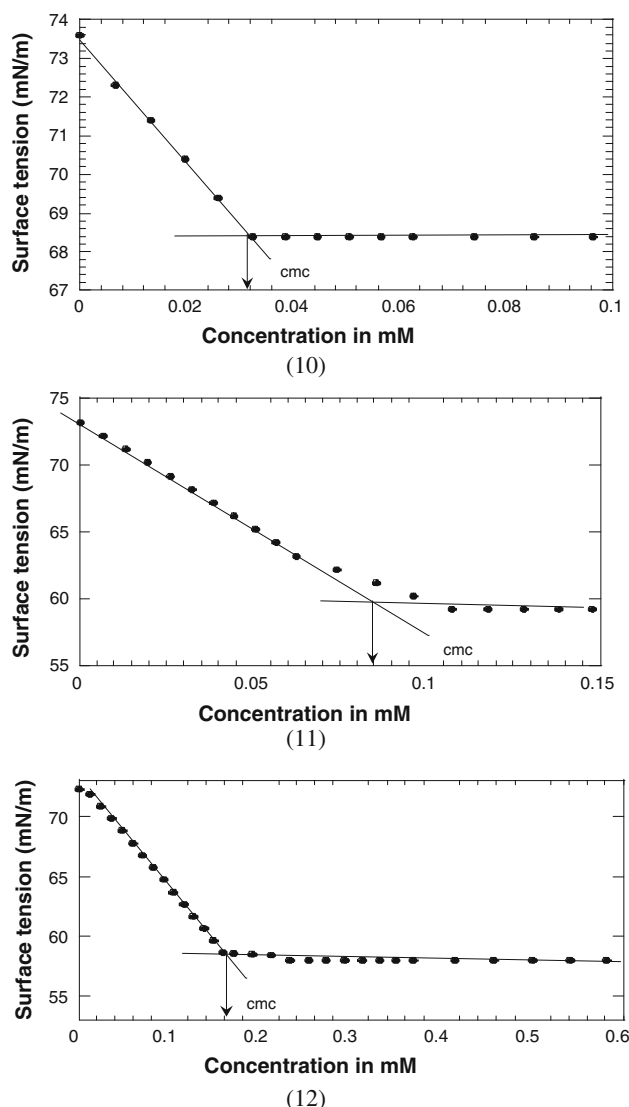 74
73
72
71
70
69
68
67
Surface tension (mN/m)
cmc
0 0.02 0.04 0.06 0.08 0.1
Concentration in mM
(10)
75
70
65
60
55
Surface tension (mN/m)
cmc
0 0.05 0.1 0.15
Concentration in mM
(11)
70
65
58
53
Surface tension (mN/m)
cmc
0 0.1 0.2 0.3 0.4 0.5 0.6
Concentration in mM
(12)